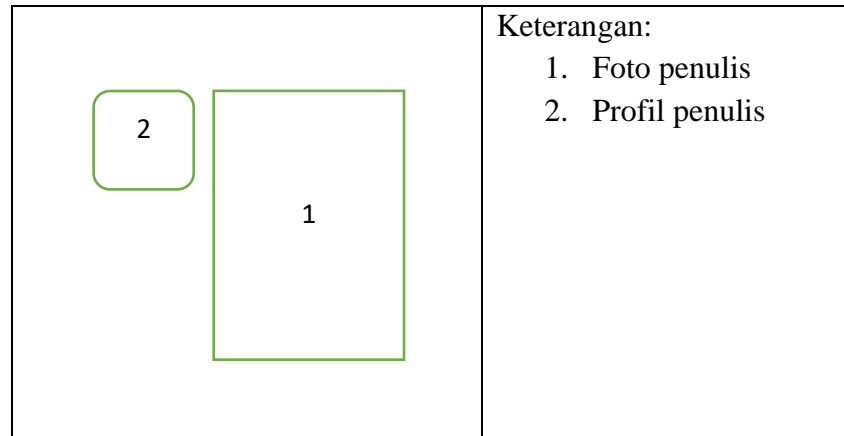 2
1
Keterangan:
1. Foto penulis
2. Profil penulis